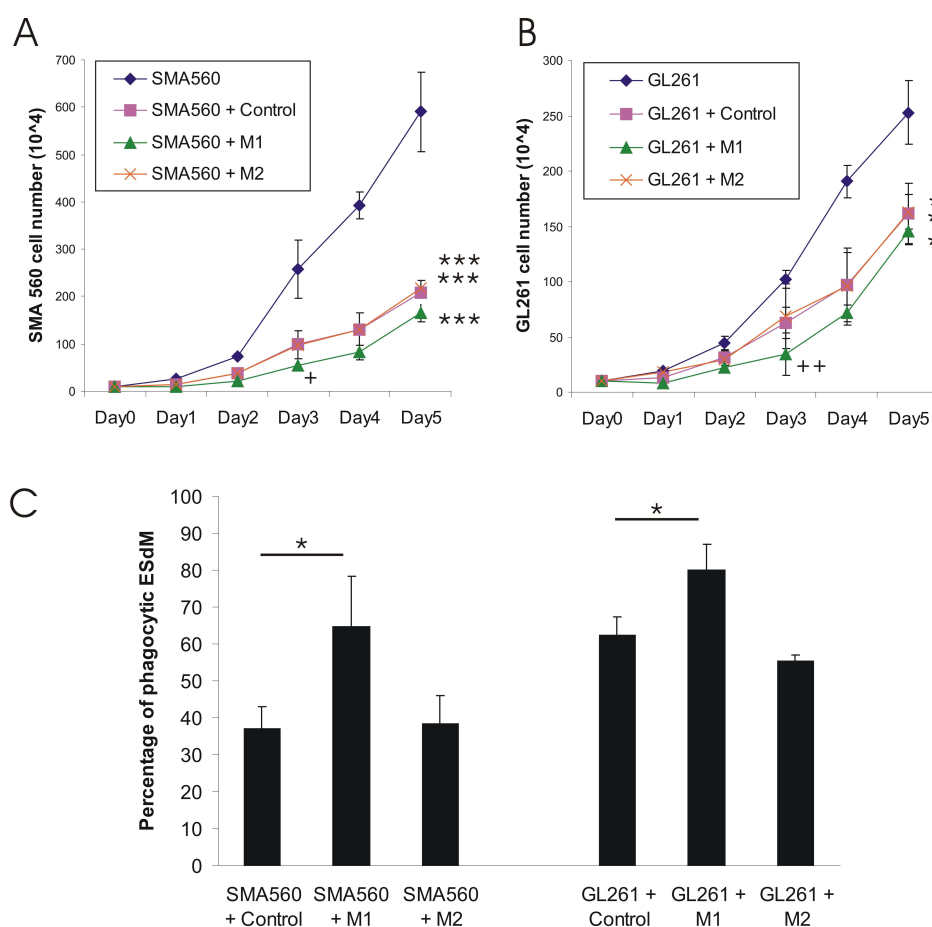 A
SMA 560 cell number (10^4)
700
600
500
400
300
200
100
0
SMA560
SMA560 + Control
SMA560 + M1
SMA560 + M2
***
***
***
+
Day0 Day1 Day2 Day3 Day4 Day5
B
GL261 cell number (10^4)
300
250
200
150
100
50
0
GL261
GL261 + Control
GL261 + M1
GL261 + M2
*
*
*
++
Day0 Day1 Day2 Day3 Day4 Day5
C
Percentage of phagocytic ESdM
100
90
80
70
60
50
40
30
20
10
0
*
*
SMA560 SMA560 SMA560 GL261 + GL261 + GL261 +
+ Control + M1 + M2 Control M1 M2